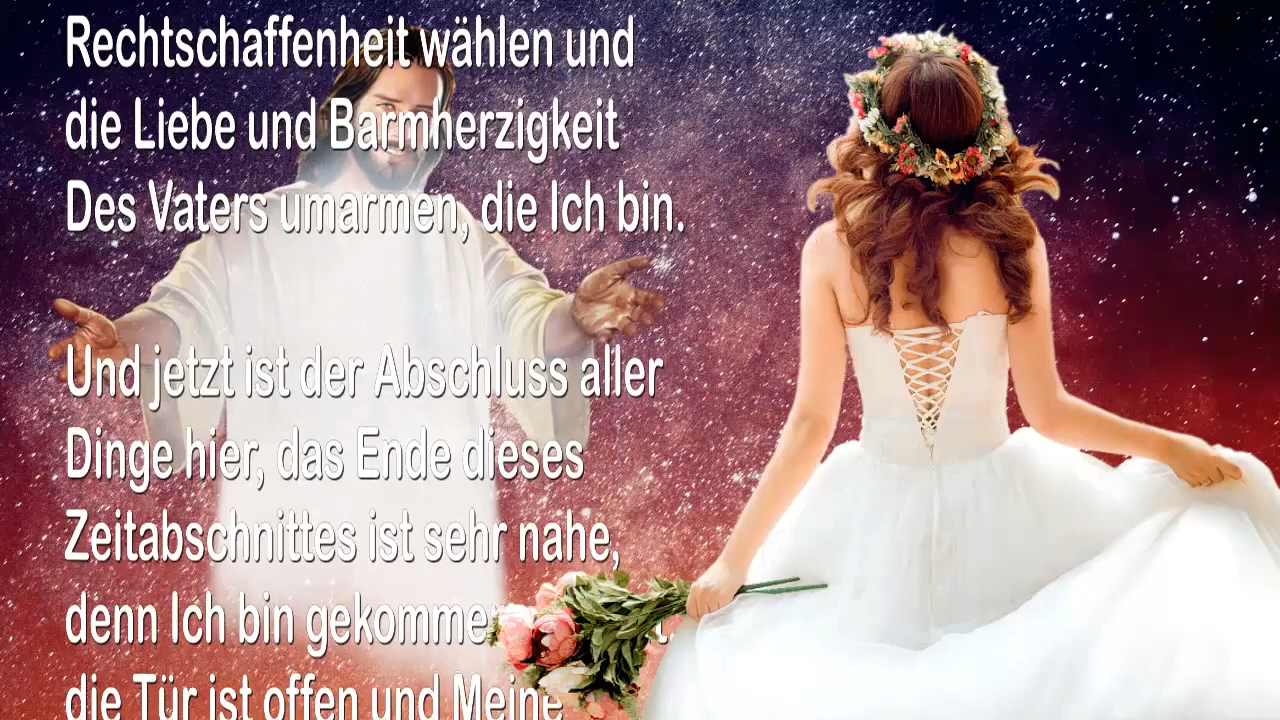 Rechtschaffenheit wählen und
die Liebe und Barmherzigkeit
Des Vaters umarmen, die Ich bin.
Und jetzt ist der Abschluss aller
Dinge hier, das Ende dieses
Zeitabschnittes ist sehr nahe,
denn Ich bin
die Tür ist offen und Meine